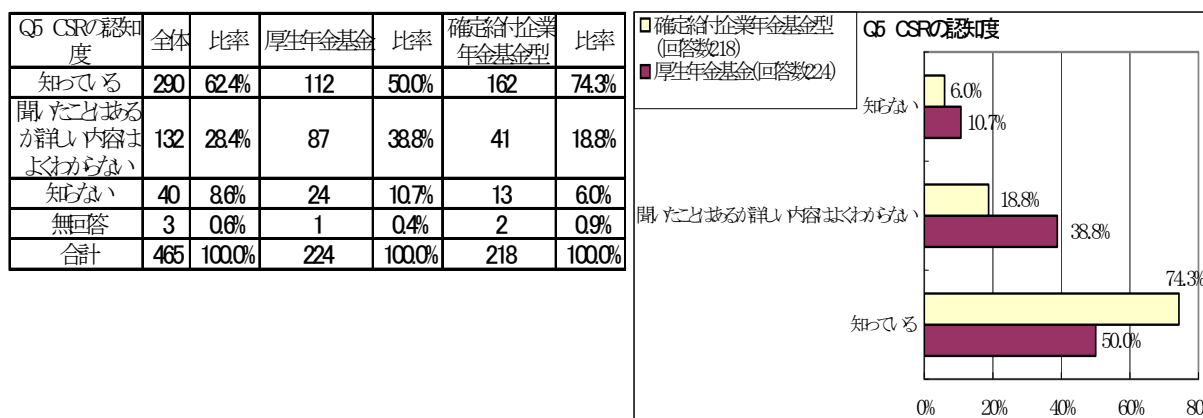 Q5 CSRの認知度 全体 比率 厚生年金基金 比率 確定給付企業年金基金型 比率
知っている 290 62.4% 112 50.0% 162 74.3%
聞いたことはあるが詳しい内容はよくわからない 132 28.4% 87 38.8% 41 18.8%
知らない 40 8.6% 24 10.7% 13 6.0%
無回答 3 0.6% 1 0.4% 2 0.9%
合計 465 100.0% 224 100.0% 218 100.0%
確定給付企業年金基金型
(回答数218)
厚生年金基金(回答数224)
Q5 CSRの認知度
知らない
6.0%
10.7%
聞いたことはあるが詳しい内容はよくわからない
18.8%
38.8%
知っている
74.3%
50.0%
0% 20% 40% 60% 80